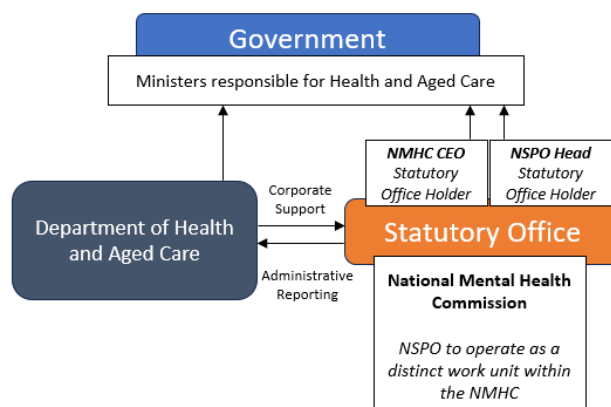 Government
Ministers responsible for Health and Aged Care
NMHC CEO
Statutory
Office Holder
NSPO Head
Statutory
Office Holder
Department of Health
and Aged Care
Corporate
Support
Administrative
Reporting
Statutory Office
National Mental Health
Commission
NSPO to operate as a
distinct work unit within
the NMHC